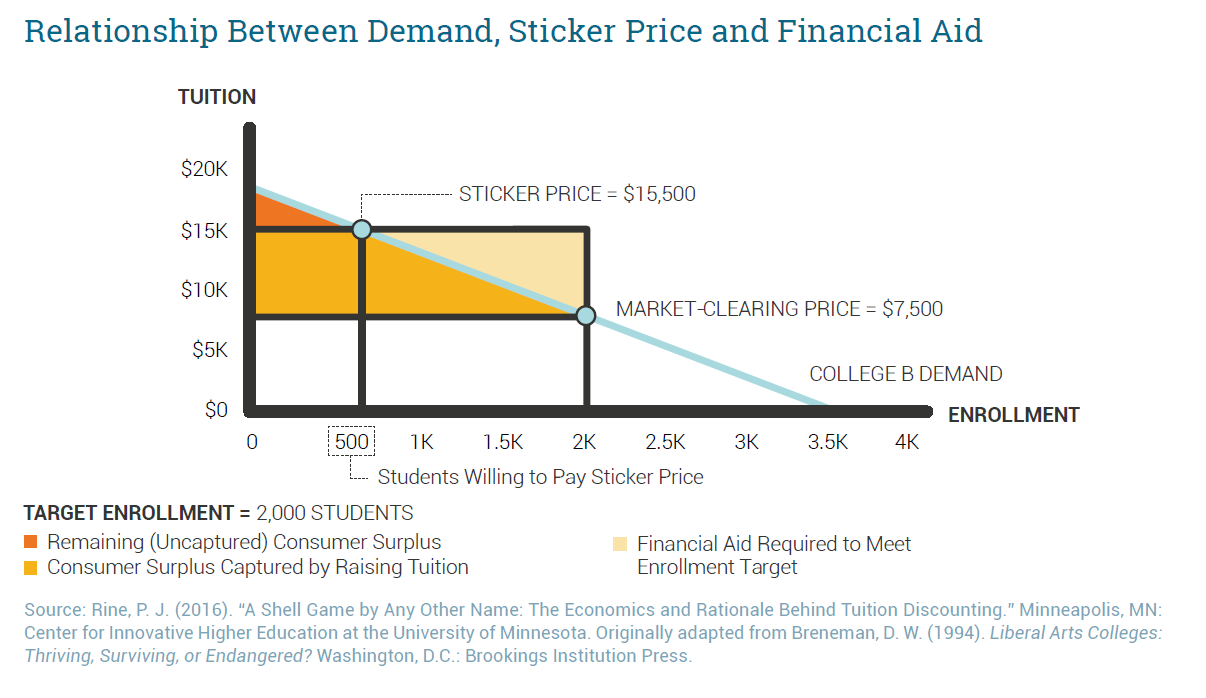 Relationship Between Demand, Sticker Price and Financial Aid
TUITION
$20K
STICKER PRICE = $15,500
$15K
$10K
MARKET-CLEARING PRICE = $7,500
$5K
COLLEGE B DEMAND
$0
ENROLLMENT
0 500 1K 1.5K 2K 2.5K 3K 3.5K 4K
Students Willing to Pay Sticker Price
TARGET ENROLLMENT = 2,000 STUDENTS
Remaining (Uncaptured) Consumer Surplus
Consumer Surplus Captured by Raising Tuition
Financial Aid Required to Meet
Enrollment Target
Source: Rine, P. J. (2016). “A Shell Game by Any Other Name: The Economics and Rationale Behind Tuition Discounting.” Minneapolis, MN:
Center for Innovative Higher Education at the University of Minnesota. Originally adapted from Breneman, D. W. (1994). Liberal Arts Colleges:
Thriving, Surviving, or Endangered? Washington, D.C.: Brookings Institution Press.